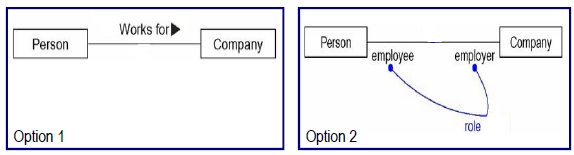 Works for
Person
Company
Option 1
Person
Company
employee
employer
role
Option 2